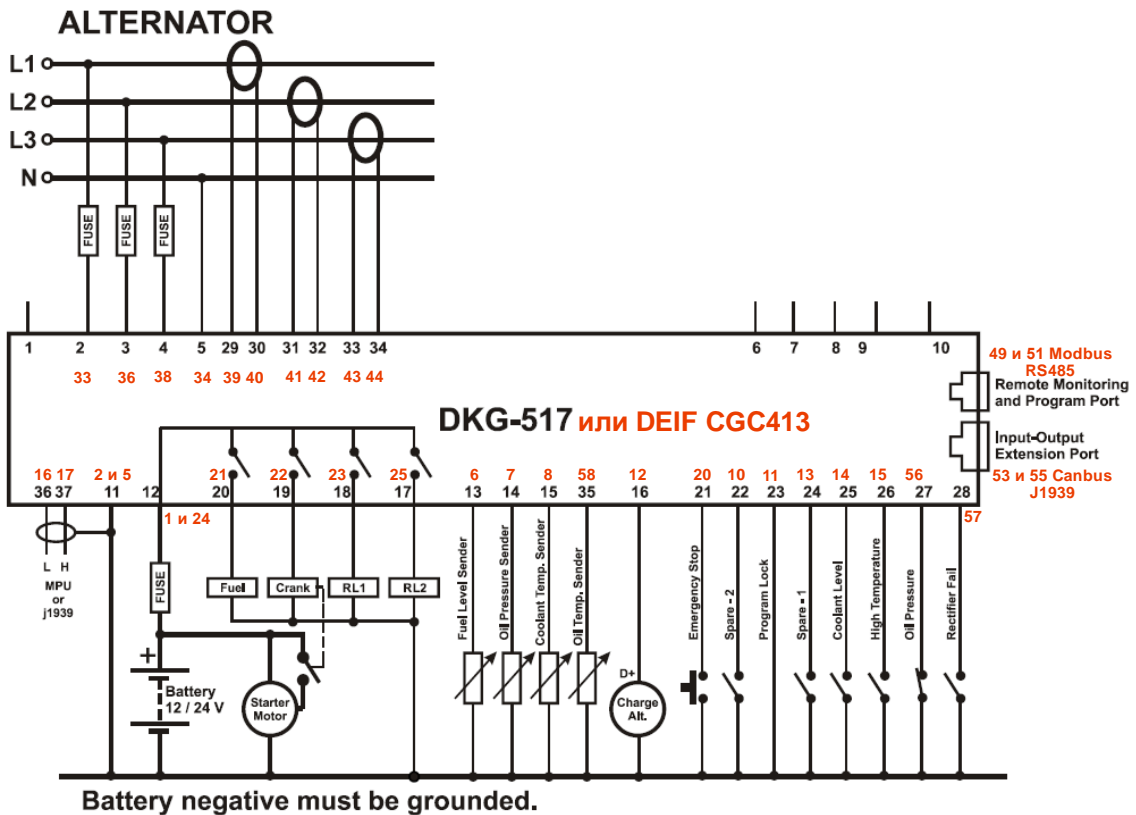 ALTERNATOR
L1
L2
L3
N
FUSE
FUSE
FUSE
1 2 3 4 5 29 30 31 32 33 34 6 7 8 9 10
33 36 38 34 39 40 41 42 43 44
49 и 51 Modbus
RS485
Remote Monitoring
and Program Port
DKG-517 или DEIF CGC413
Input-Output
Extension Port
53 и 55 Canbus
J1939
16 17 2 и 5 21 22 23 25 6 7 8 58 12 20 10 11 13 14 15 56
36 37 11 12 20 19 18 17 13 14 15 35 16 21 22 23 24 25 26 27 28
1 и 24
57
L H
MPU
or
j1939
FUSE
Fuel
Crank
RL1
RL2
Fuel Level Sender
Oil Pressure Sender
Coolant Temp. Sender
Oil Temp. Sender
Emergency Stop
Spare - 2
Program Lock
Spare - 1
Coolant Level
High Temperature
Oil Pressure
Rectifier Fail
+
Battery
12 / 24 V
Starter
Motor
D+
Charge
Alt.
Battery negative must be grounded.